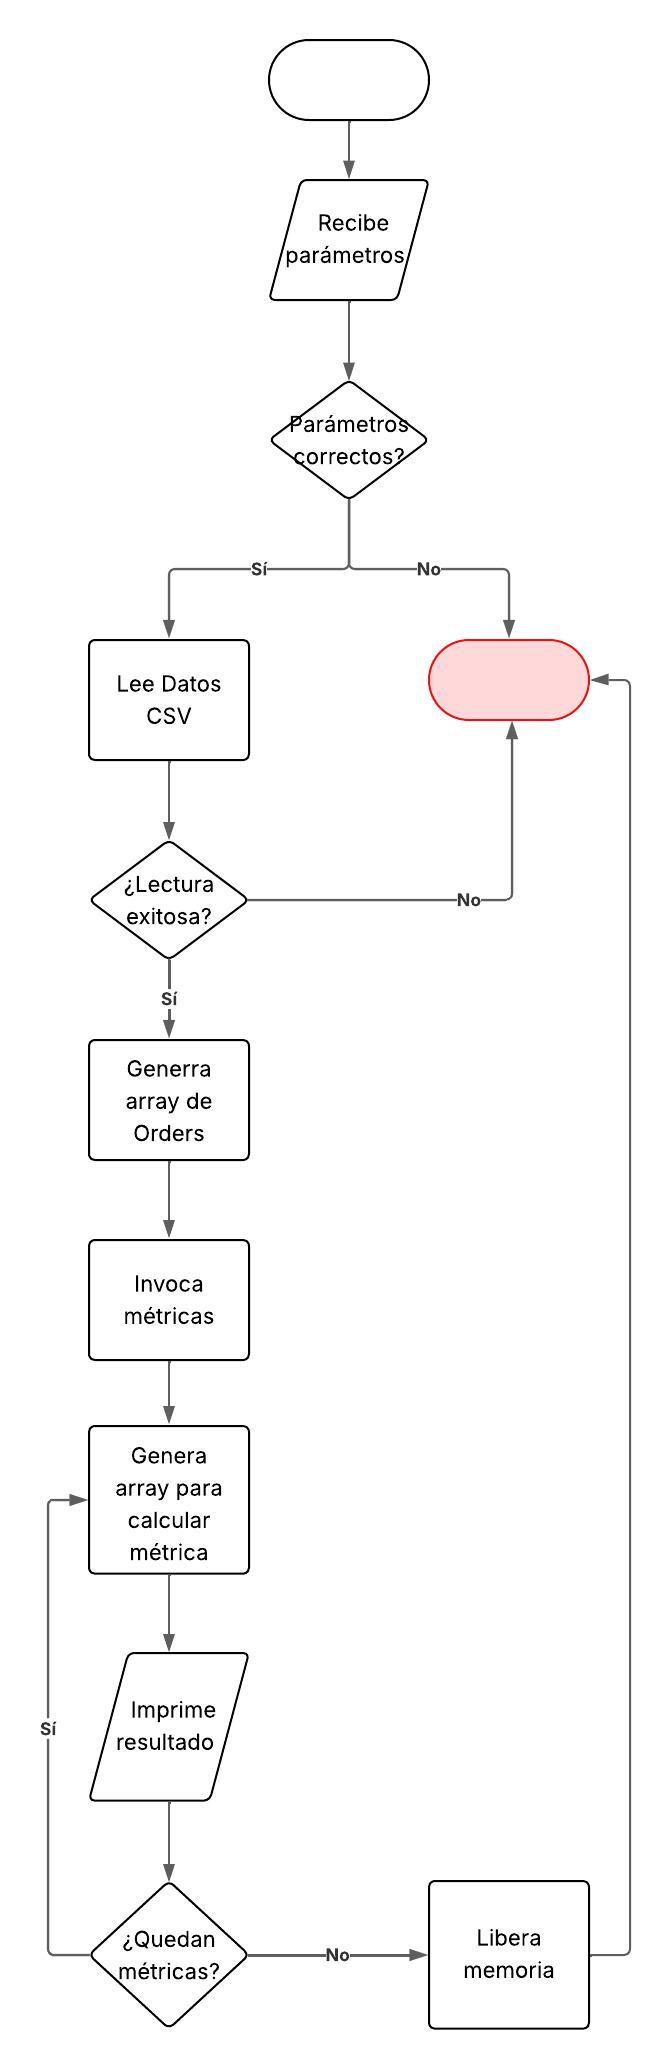 Recibe
parámetros
Parámetros
correctos?
Sí
No
Lee Datos
CSV
¿Lectura
exitosa?
No
Sí
Generra
array de
Orders
Invoca
métricas
Genera
array para
calcular
métrica
Imprime
resultado
Sí
¿Quedan
métricas?
No
Libera
memoria